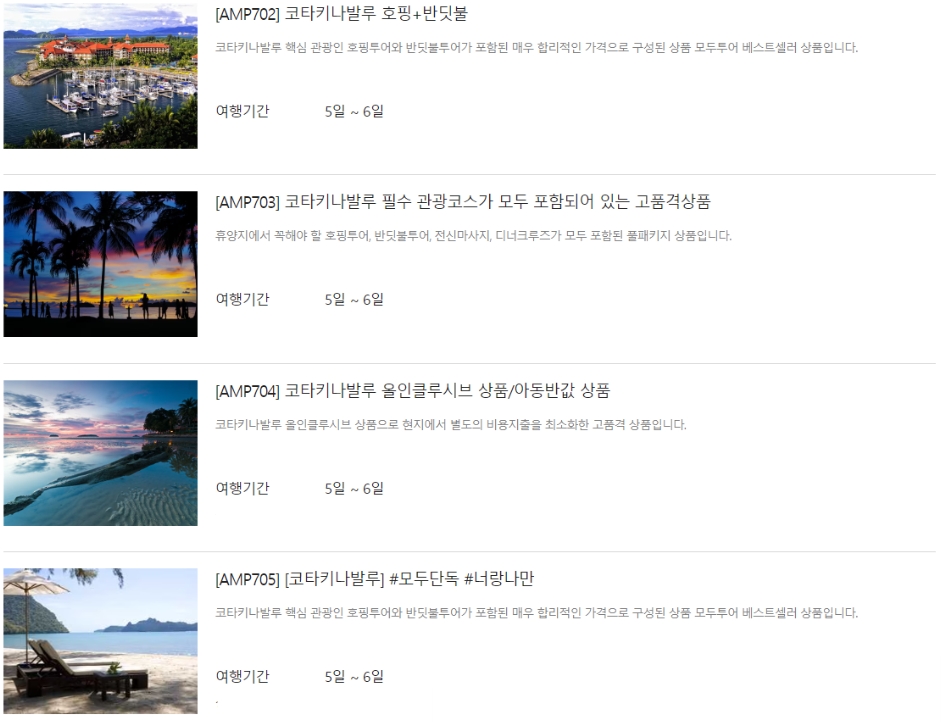 [AMP702] 코타키나발루 호핑+반딧불
코타키나발루 핵심 관광인 호핑투어와 반딧불투어가 포함된 매우 합리적인 가격으로 구성된 상품 모두투어 베스트셀러 상품입니다.
여행기간 5일 ~ 6일
[AMP703] 코타키나발루 필수 관광코스가 모두 포함되어 있는 고품격상품
휴양지에서 꼭해야 할 호핑투어, 반딧불투어, 전신마사지, 디너크루즈가 모두 포함된 풀패키지 상품입니다.
여행기간 5일 ~ 6일
[AMP704] 코타키나발루 올인클루시브 상품/아동반값 상품
코타키나발루 올인클루시브 상품으로 현지에서 별도의 비용지출을 최소화한 고품격 상품입니다.
여행기간 5일 ~ 6일
[AMP705] [코타키나발루] #모두단독 #너랑나만
코타키나발루 핵심 관광인 호핑투어와 반딧불투어가 포함된 매우 합리적인 가격으로 구성된 상품 모두투어 베스트셀러 상품입니다.
여행기간 5일 ~ 6일
.